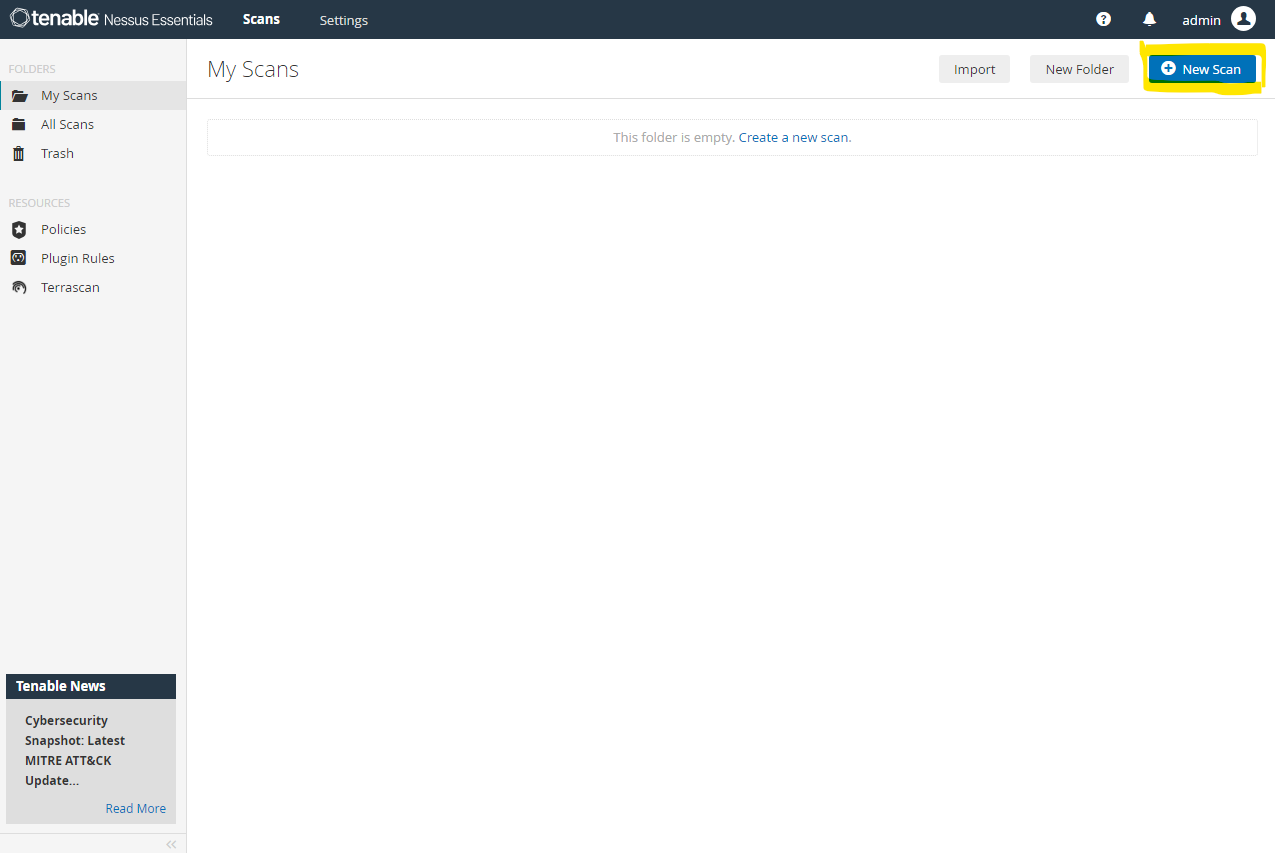 tenable Nessus Essentials Scans Settings admin
FOLDERS
My Scans
All Scans
Trash
RESOURCES
Policies
Plugin Rules
Terrascan
Tenable News
Cybersecurity
Snapshot: Latest
MITRE ATT&CK
Update...
Read More
My Scans
Import New Folder New Scan
This folder is empty. Create a new scan.